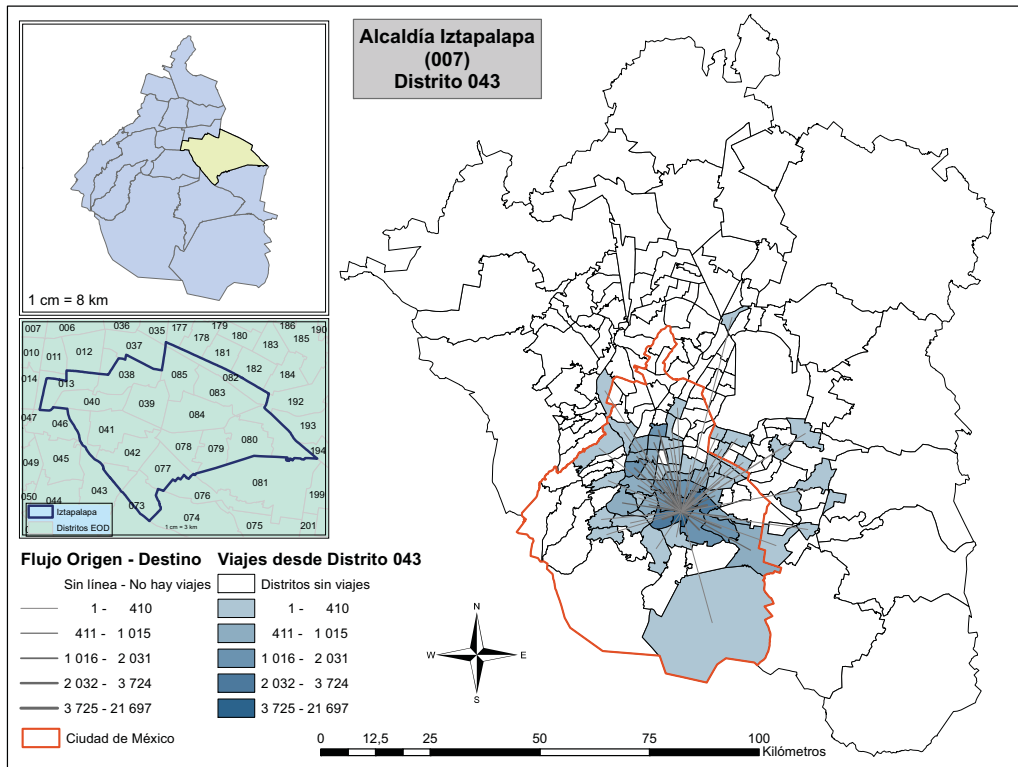 Alcaldía Iztapalapa
(007)
Distrito 043
1 cm = 8 km
007 006 036 035 177 179 186 190
010 011 012 037 178 180 183 185
181
014 013 038 085 082 182 184
083
040 039 192
047 046 041 084 193
078 079 080
042 194
049 045 077 081
043 076 199
050 044 073 074 075 201
Iztapalapa
Distritos EOD
1 cm = 3 km
Flujo Origen - Destino
Sin línea - No hay viajes
1 - 410
411 - 1 015
1 016 - 2 031
2 032 - 3 724
3 725 - 21 697
Ciudad de México
Viajes desde Distrito 043
Distritos sin viajes
1 - 410
411 - 1 015
1 016 - 2 031
2 032 - 3 724
3 725 - 21 697
N
W E
S
0 12,5 25 50 75 100
Kilómetros